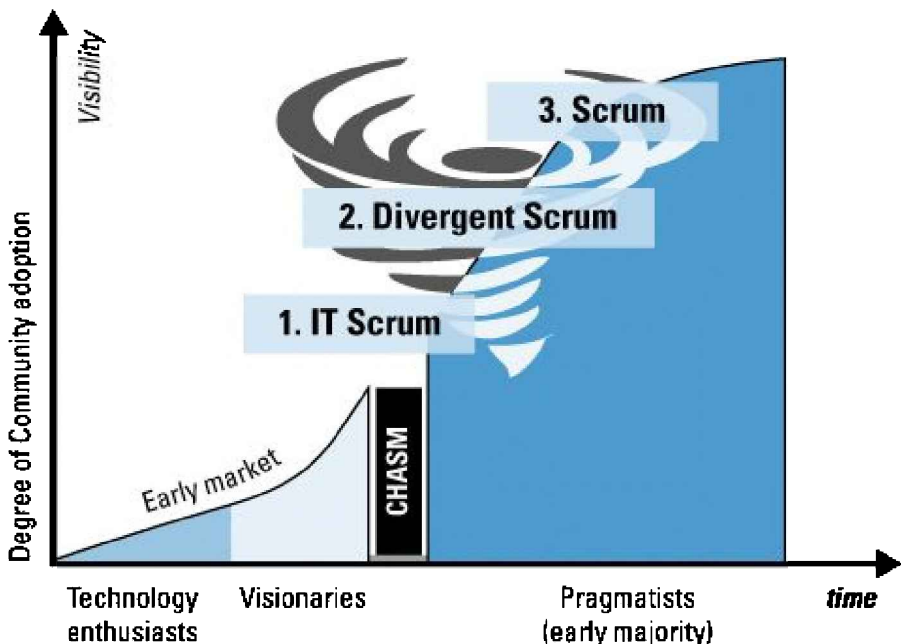 Visibility
Degree of Community adoption
3. Scrum
2. Divergent Scrum
1. IT Scrum
Early market
CHASM
Technology
enthusiasts
Visionaries
Pragmatists
(early majority)
time